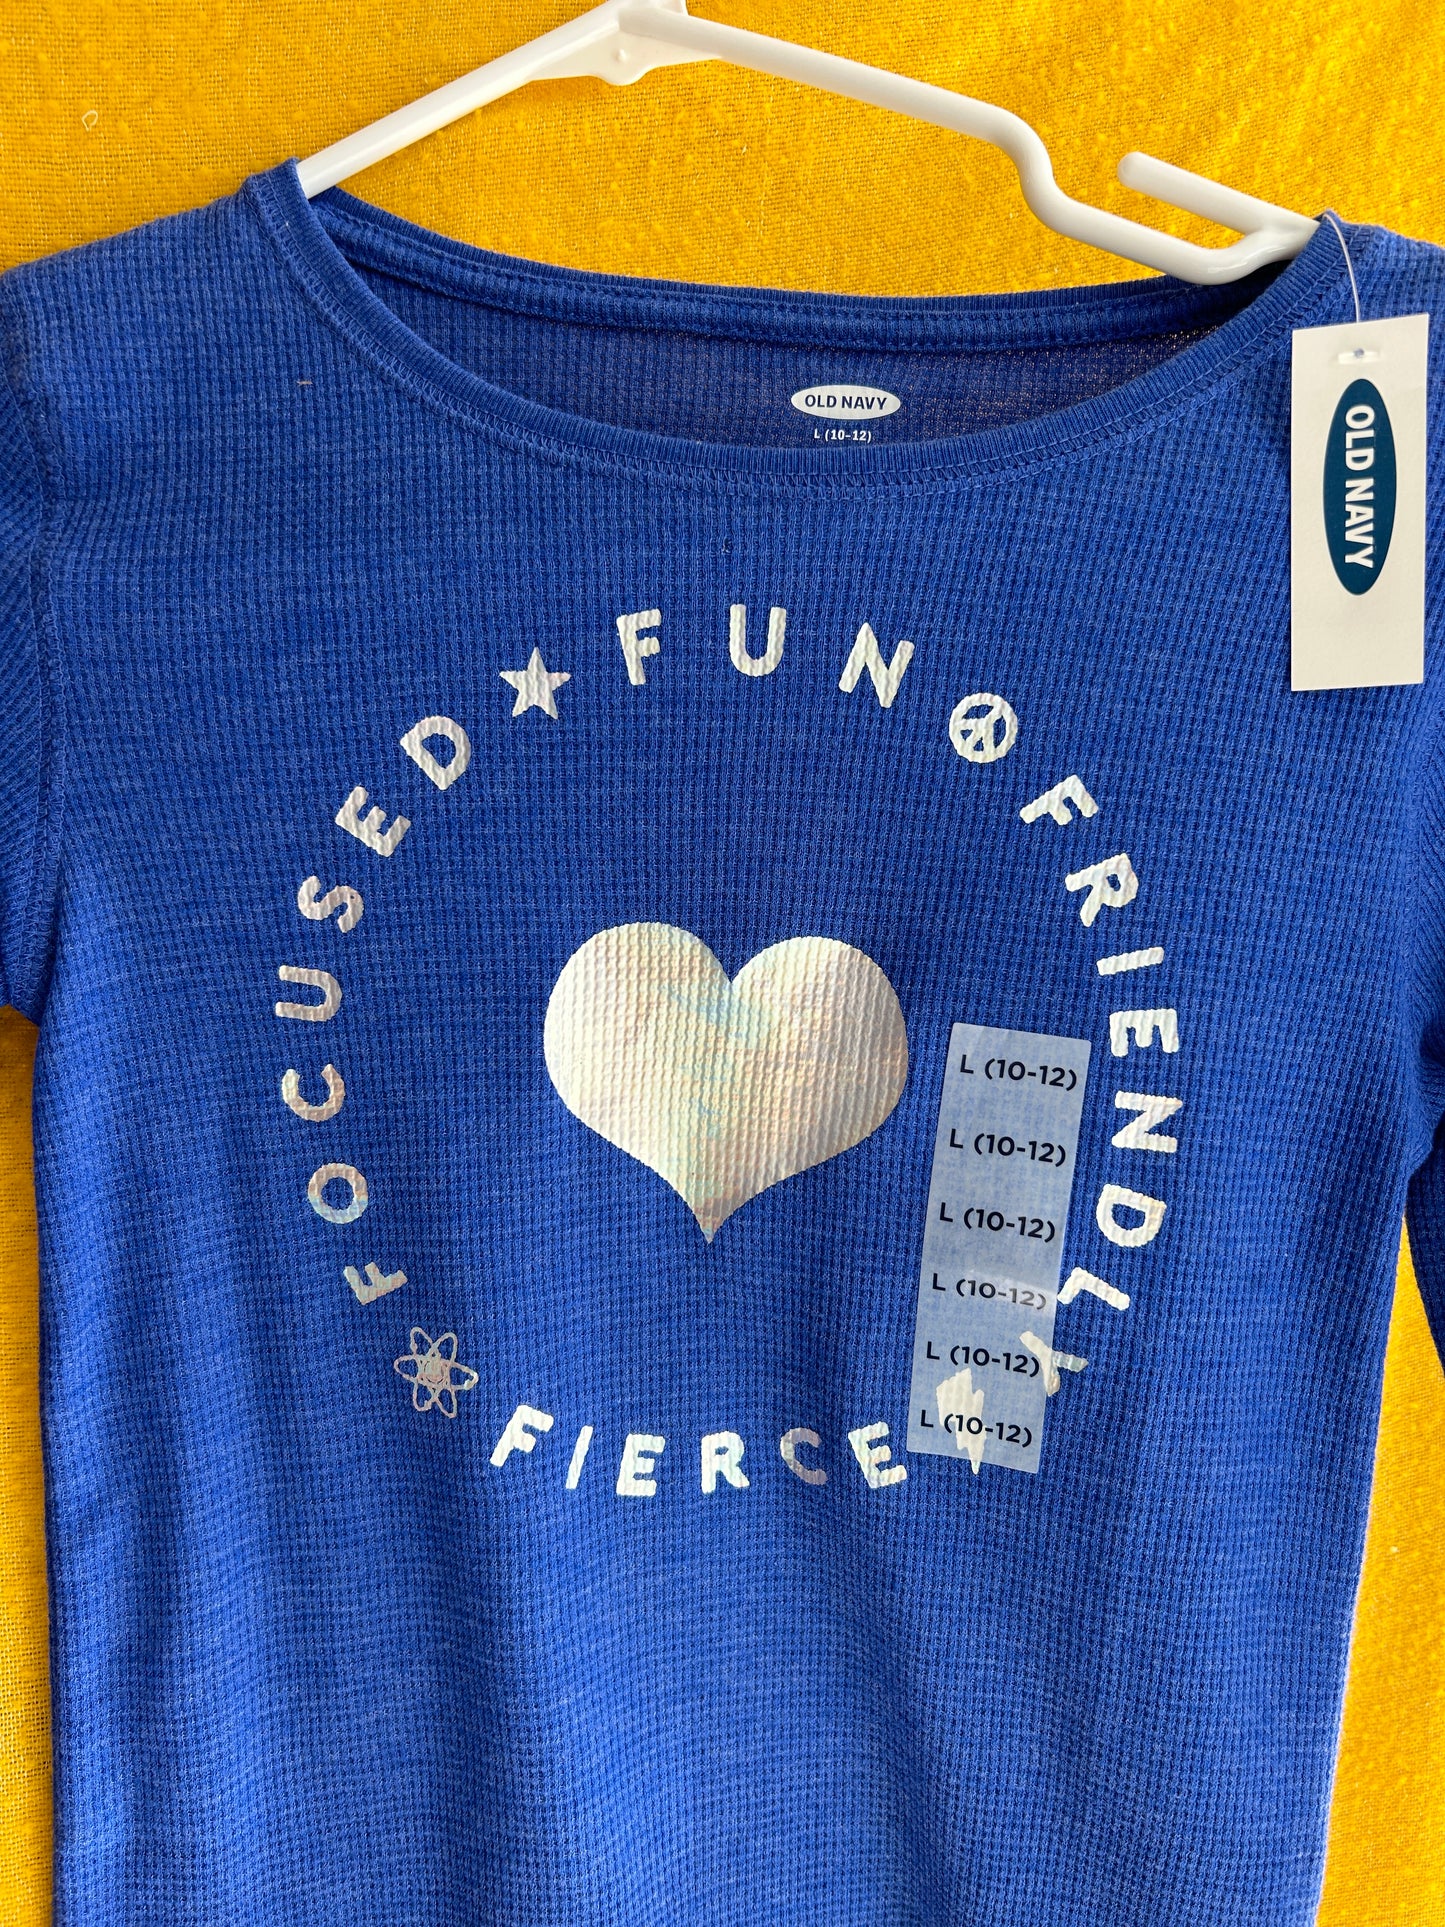 OLD NAVY
L (10-12)
OLD NAVY
FUN
FRIENDLY
FIERCE
FOCUSED
L (10-12)
L (10-12)
L (10-12)
L (10-12)
L (10-12)
L (10-12)